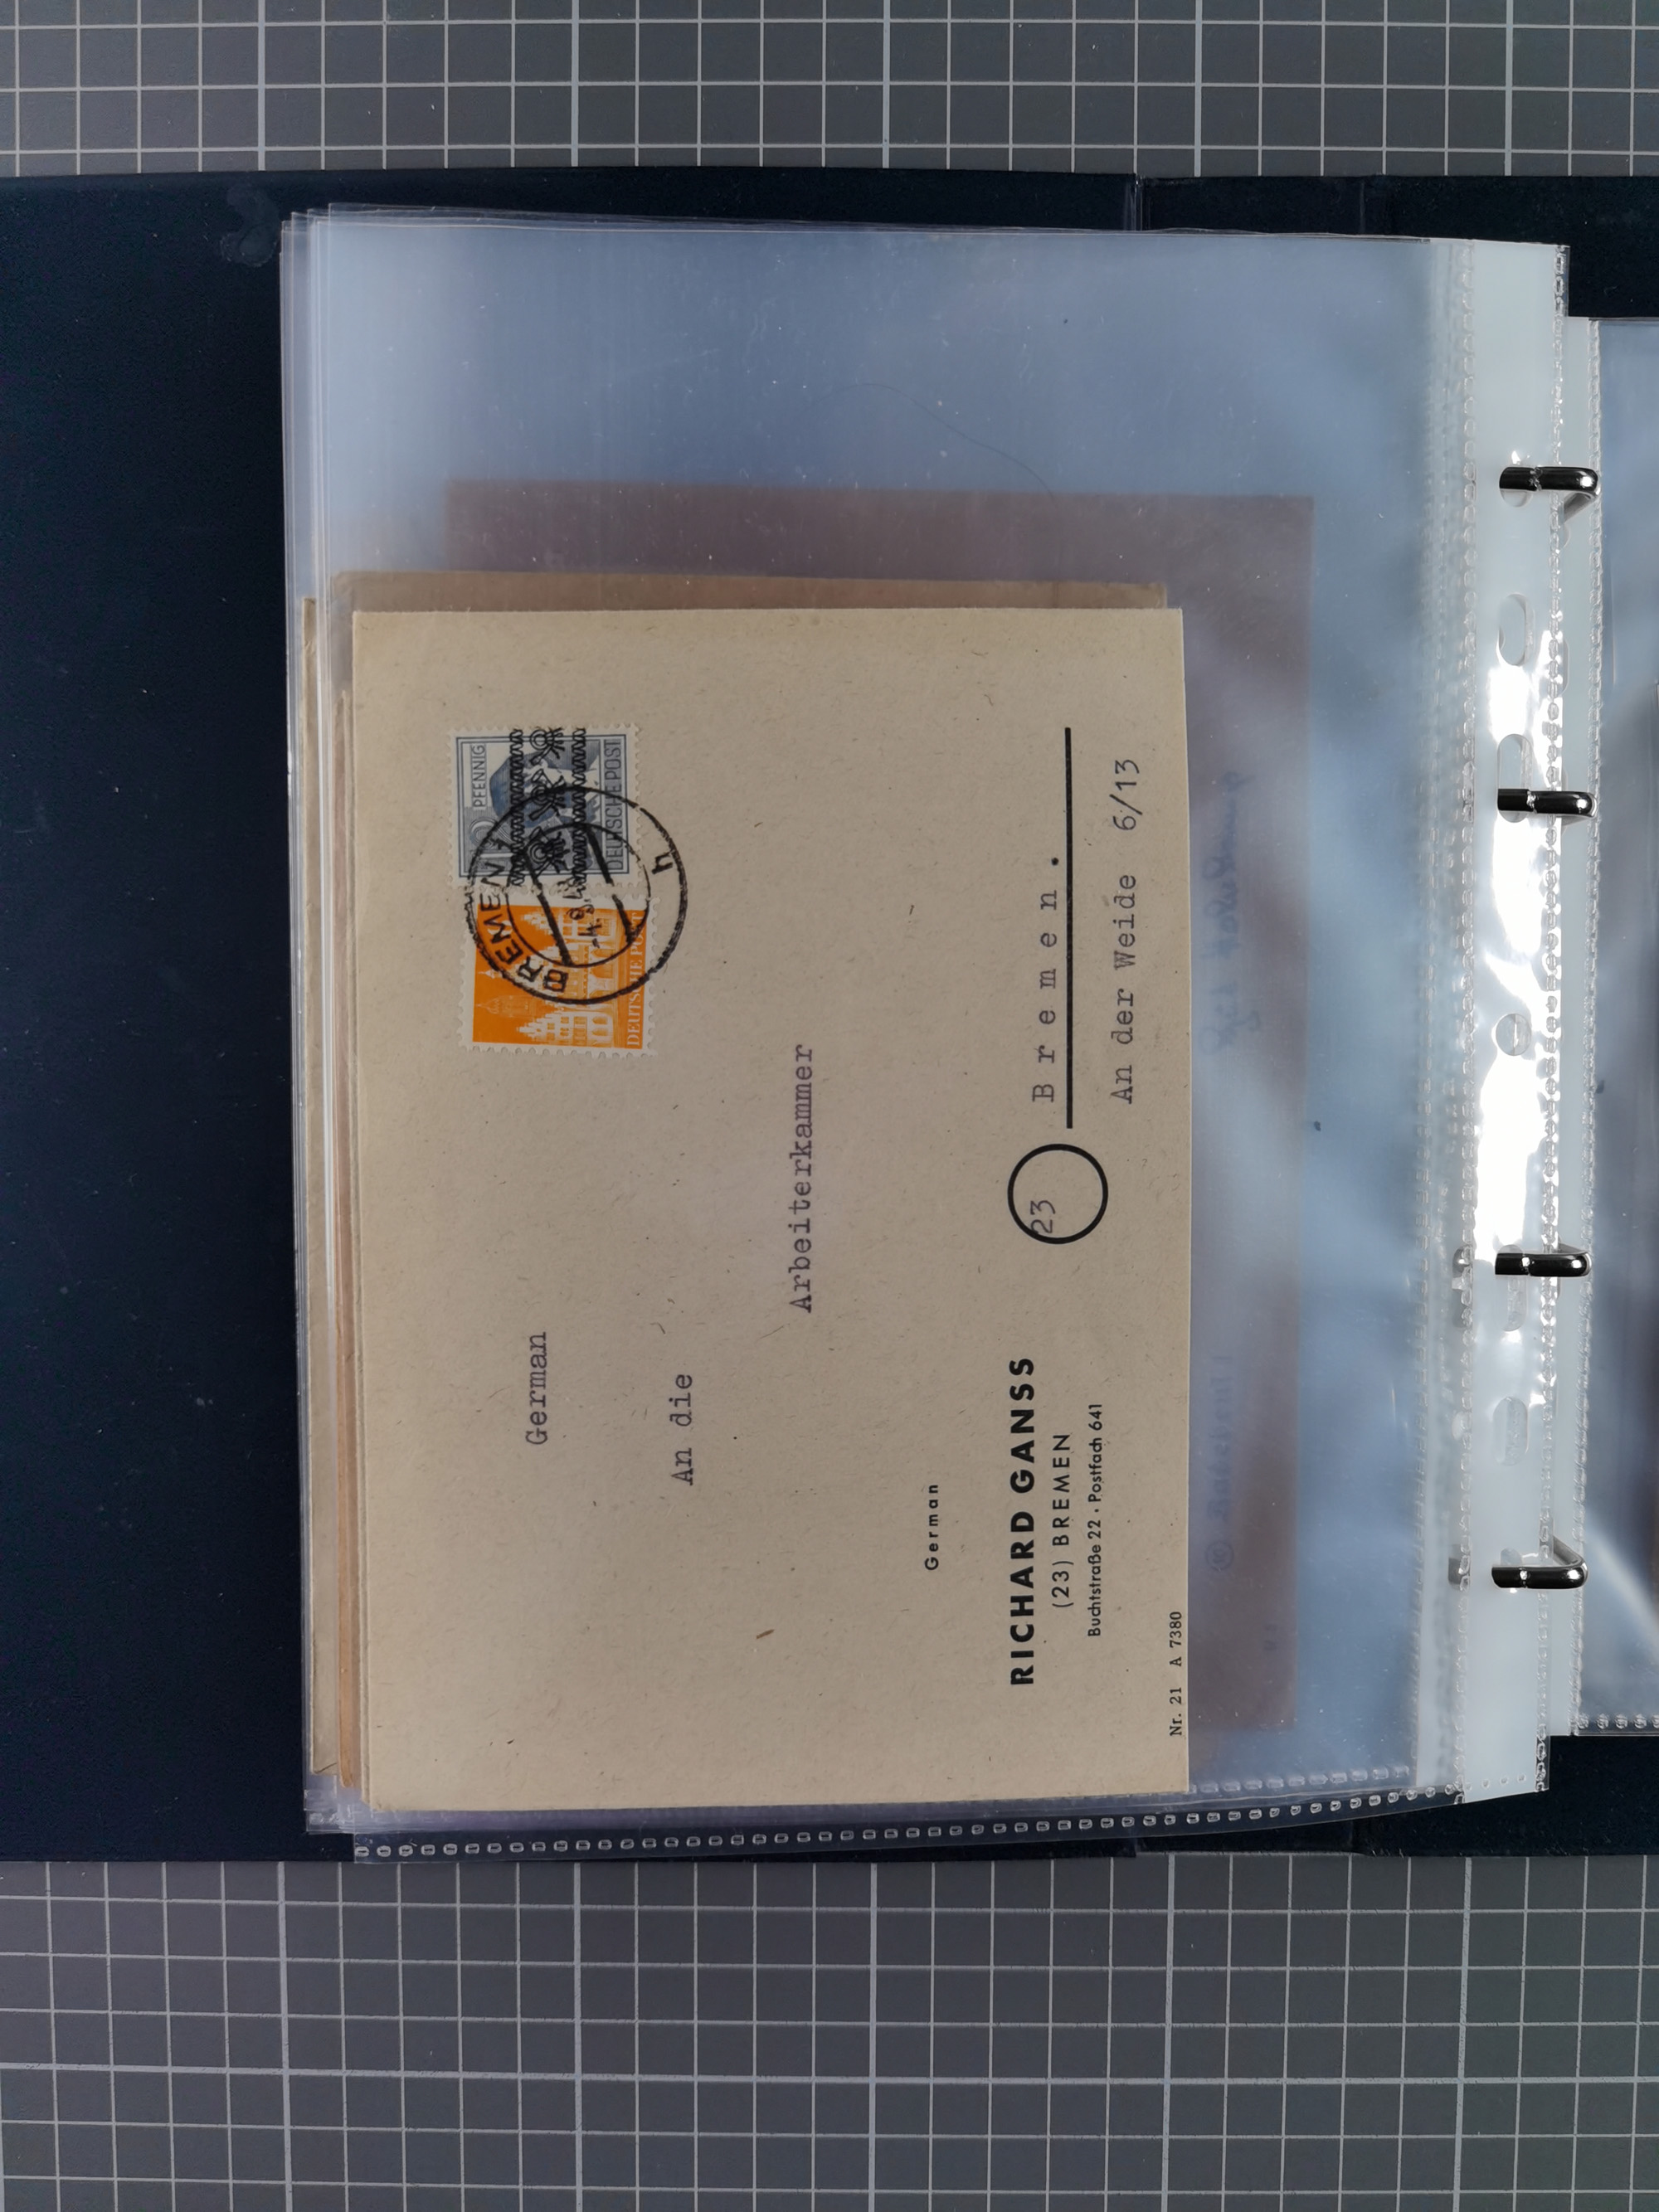 PFENNIG
DEUTSCHE POST
DEUTSCHE POST
BREMEN
h
German
An die
Arbeiterkammer
German
RICHARD GANSS
(23) BREMEN
Buchtstraße 22 · Postfach 641
23 Bremen.
An der Weide 6/13
Nr. 21 A 7380